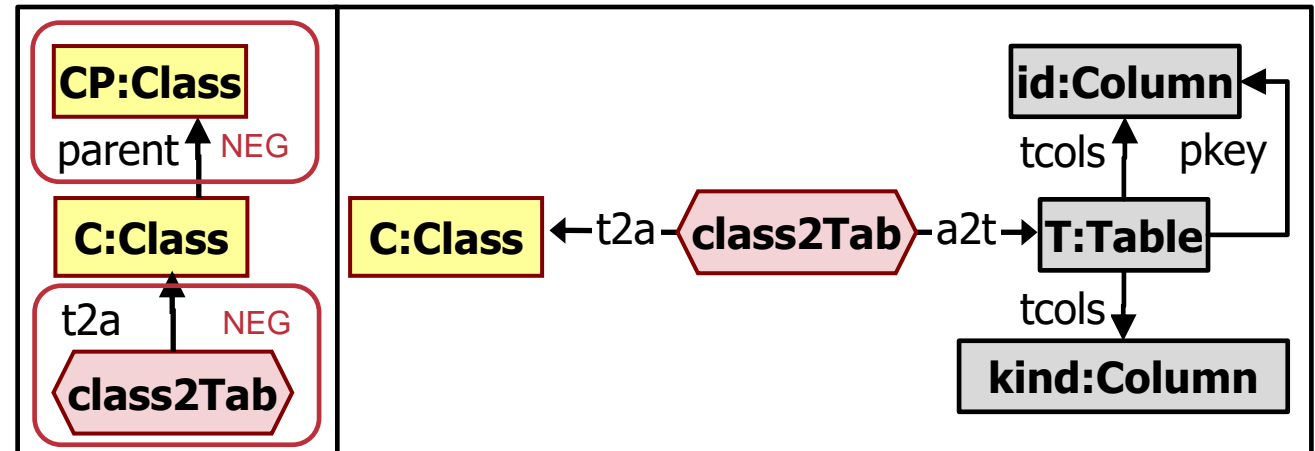 CP:Class
parent
NEG
C:Class
t2a
NEG
class2Tab
C:Class
t2a
class2Tab
a2t
T:Table
id:Column
tcols
pkey
tcols
kind:Column